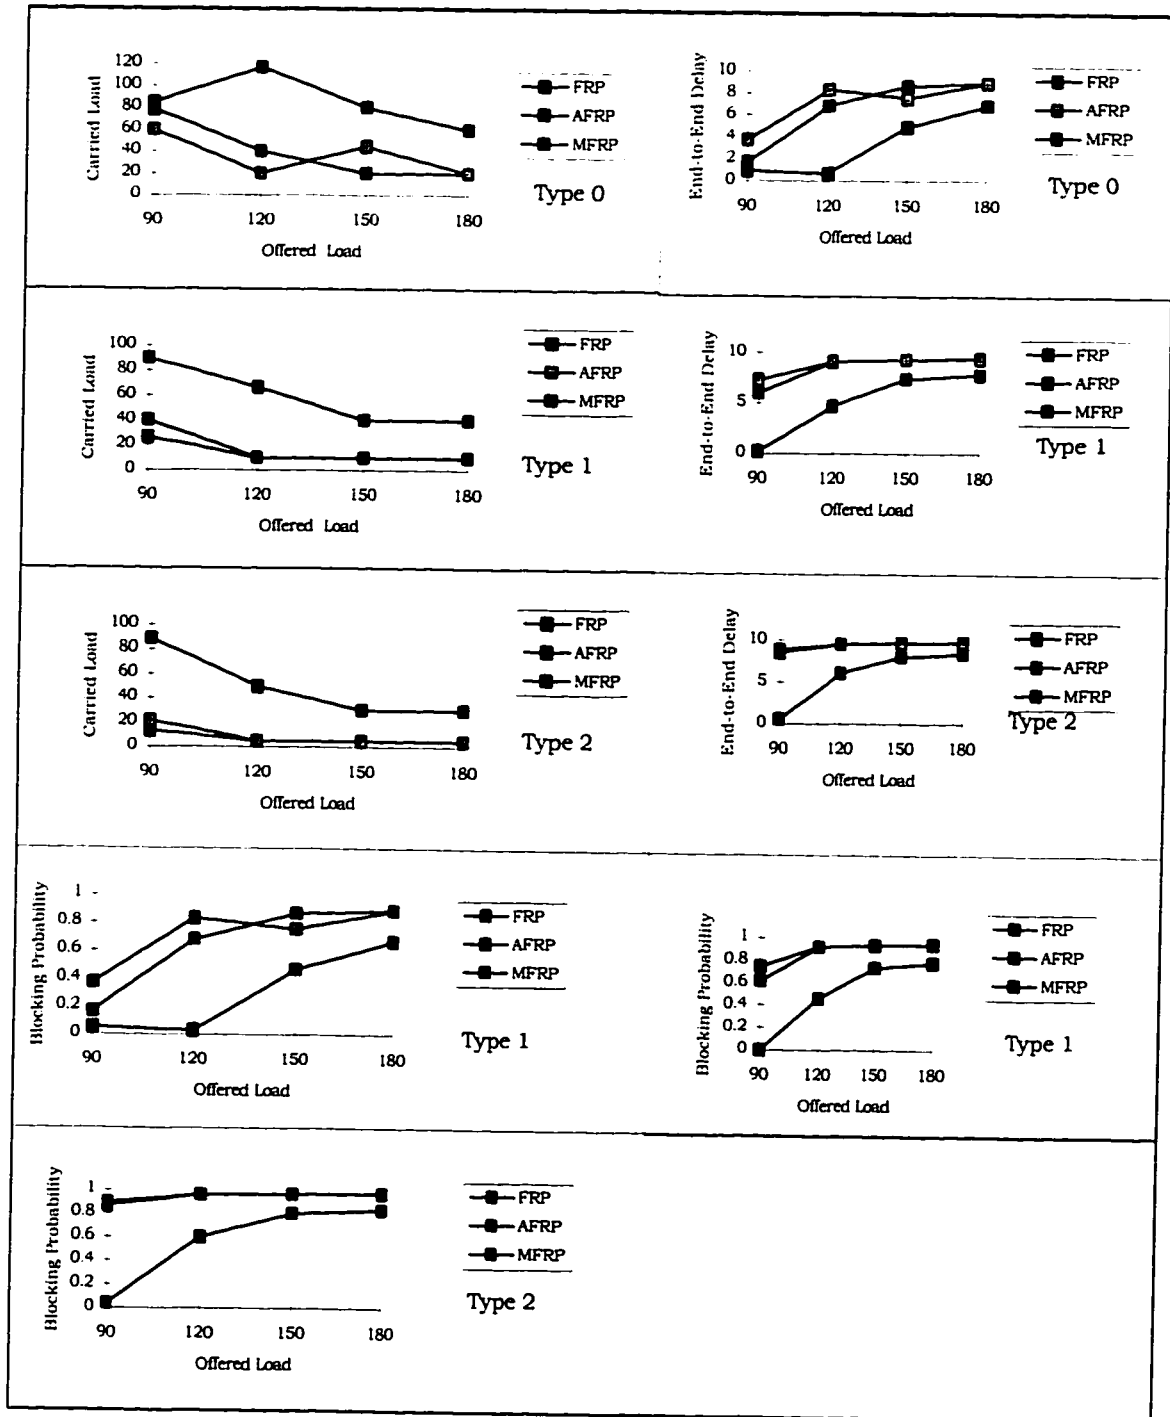 Carried Load
120
100
80
60
40
20
0
90 120 150 180
Offered Load
FRP
AFRP
MFRP
Type 0
End-to-End Delay
10
8
6
4
2
0
90 120 150 180
Offered Load
FRP
AFRP
MFRP
Type 0
Carried Load
100
80
60
40
20
0
90 120 150 180
Offered Load
FRP
AFRP
MFRP
Type 1
End-to-End Delay
10
5
0
90 120 150 180
Offered Load
FRP
AFRP
MFRP
Type 1
Carried Load
100
80
60
40
20
0
90 120 150 180
Offered Load
FRP
AFRP
MFRP
Type 2
End-to-End Delay
10
5
0
90 120 150 180
Offered Load
FRP
AFRP
MFRP
Type 2
Blocking Probability
1
0.8
0.6
0.4
0.2
0
90 120 150 180
Offered Load
FRP
AFRP
MFRP
Type 1
Blocking Probability
1
0.8
0.6
0.4
0.2
0
90 120 150 180
Offered Load
FRP
AFRP
MFRP
Type 1
Blocking Probability
1
0.8
0.6
0.4
0.2
0
90 120 150 180
Offered Load
FRP
AFRP
MFRP
Type 2